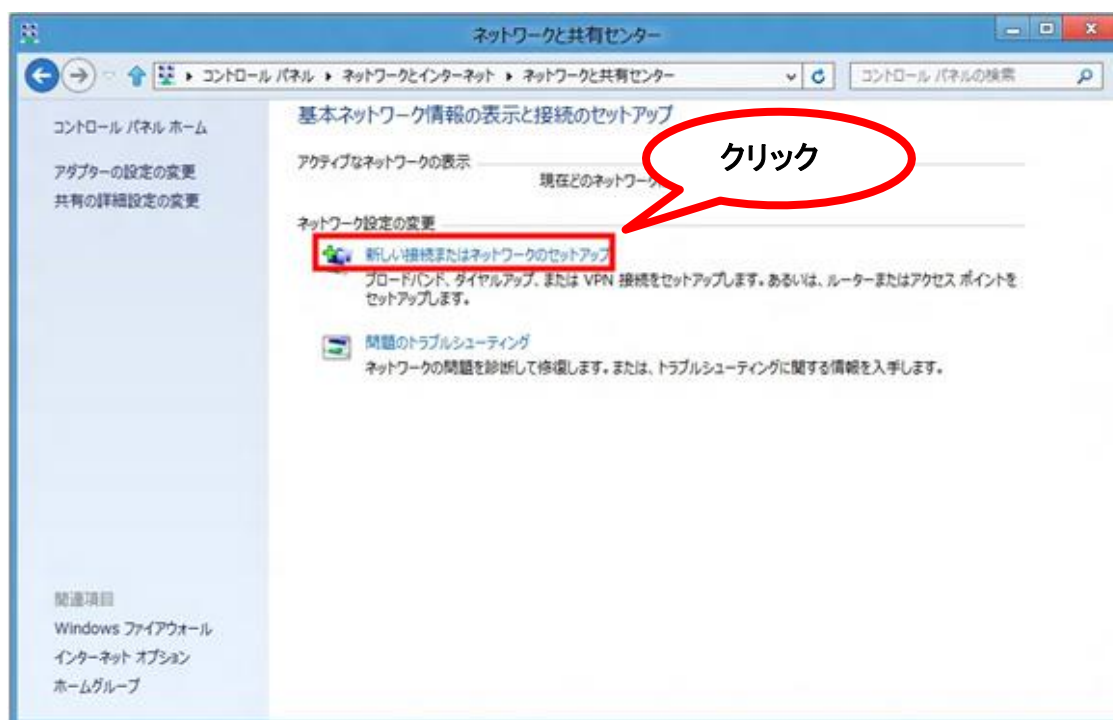 ネットワークと共有センター
コントロール パネル ネットワークとインターネット ネットワークと共有センター
コントロール パネルの検索
コントロール パネル ホーム
アダプターの設定の変更
共有の詳細設定の変更
基本ネットワーク情報の表示と接続のセットアップ
アクティブなネットワークの表示
現在どのネットワーク
クリック
ネットワーク設定の変更
新しい接続またはネットワークのセットアップ
ブロードバンド、ダイヤルアップ、または VPN 接続をセットアップします。あるいは、ルーターまたはアクセス ポイントを
セットアップします。
問題のトラブルシューティング
ネットワークの問題を診断して修復します。または、トラブルシューティングに関する情報を入手します。
関連項目
Windows ファイアウォール
インターネット オプション
ホームグループ